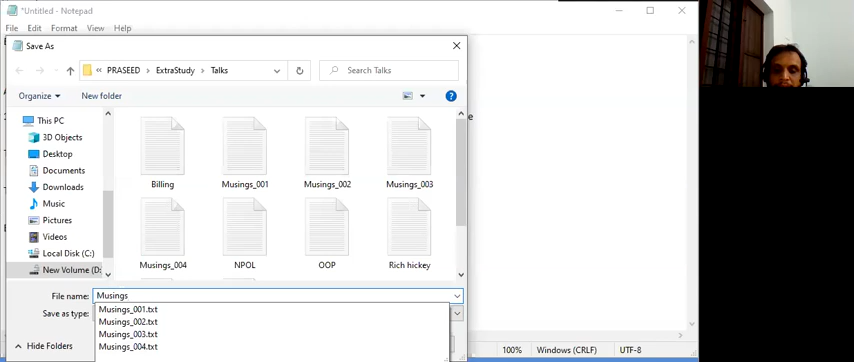 *Untitled - Notepad
File Edit Format View Help
Save As
« PRASEED > ExtraStudy > Talks
Search Talks
Organize New folder
This PC
3D Objects
Desktop
Documents
Downloads
Music
Pictures
Videos
Local Disk (C:)
New Volume (D:
Billing Musings_001 Musings_002 Musings_003
Musings_004 NPOL OOP Rich hickey
File name: Musings
Save as type:
Musings_001.txt
Musings_002.txt
Musings_003.txt
Musings_004.txt
Hide Folders
100% Windows (CRLF) UTF-8